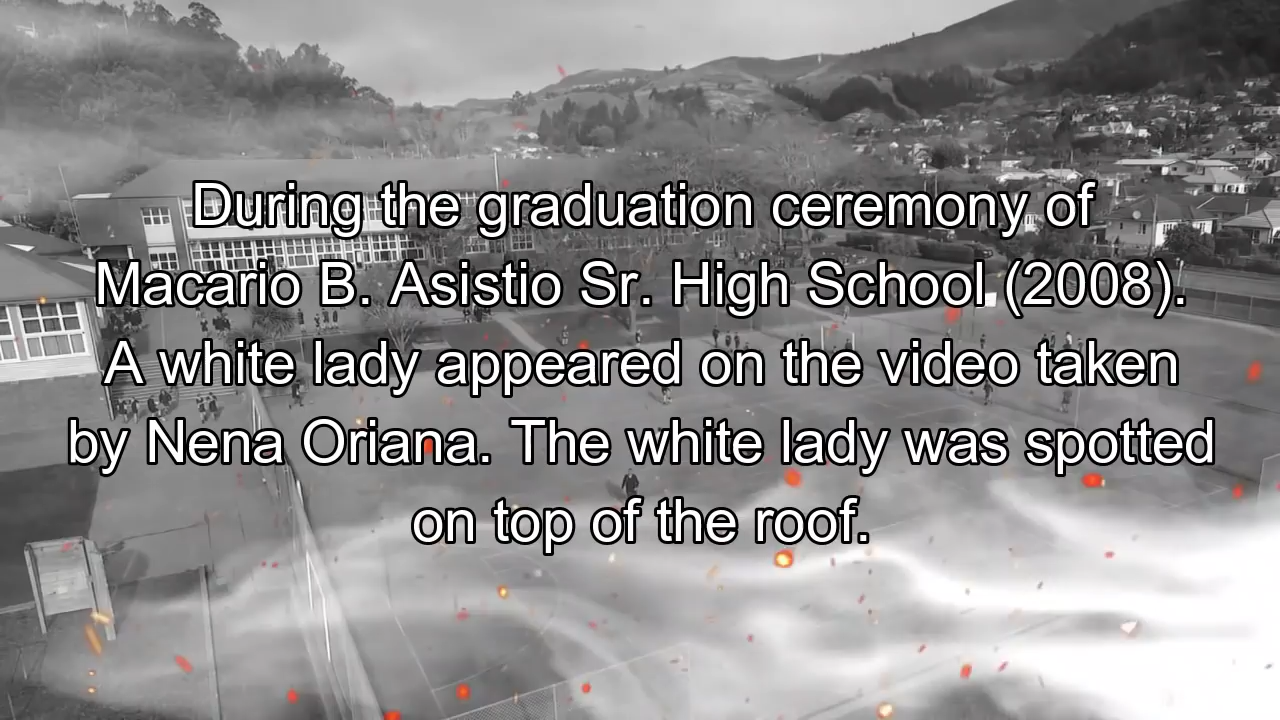 During the graduation ceremony of
Macario B. Asistio Sr. High School (2008).
A white lady appeared on the video taken
by Nena Oriana. The white lady was spotted
on top of the roof.